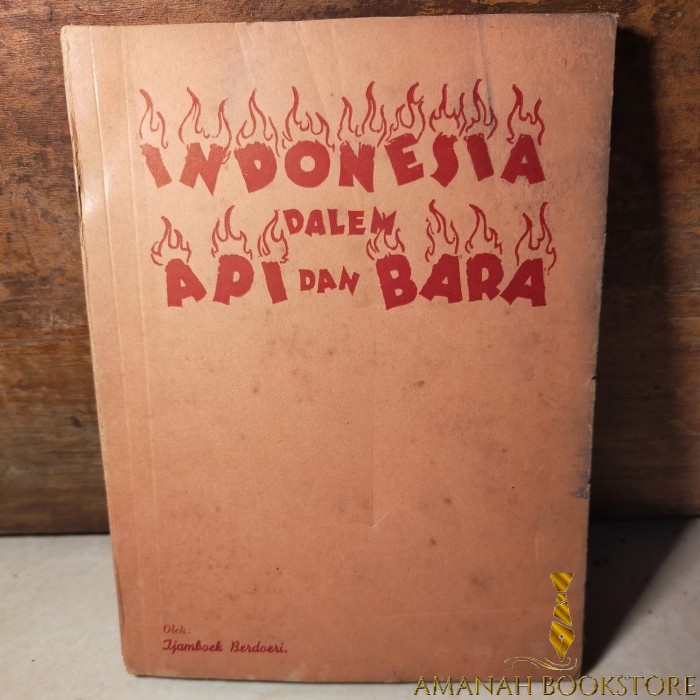 INDONESIA
DALEM
API DAN BARA
Oleh:
Tjamboek Berdoeri.
AMANAH BOOKSTORE